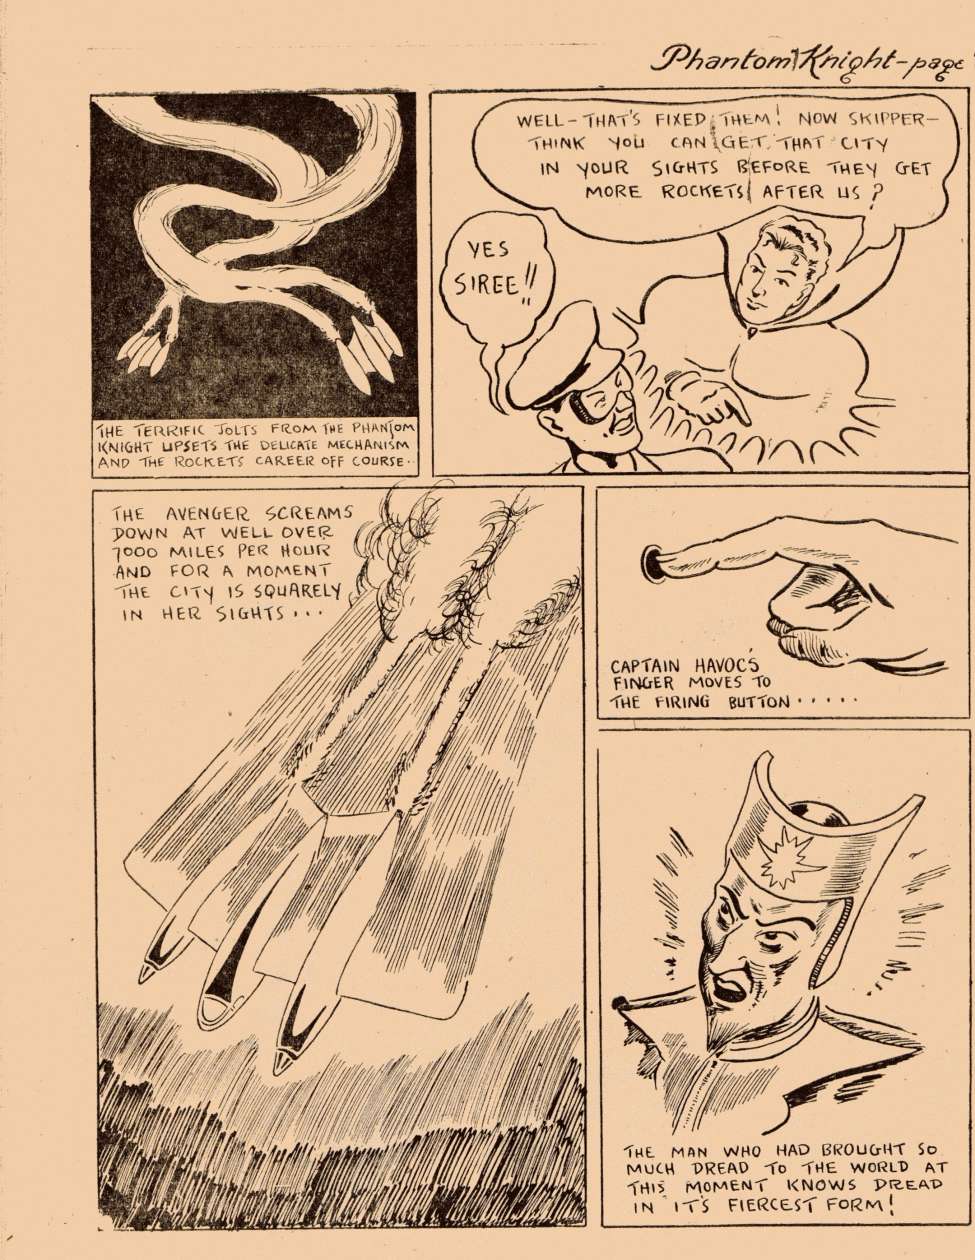 Phantom Knight - page
THE TERRIFIC JOLTS FROM THE PHANTOM
KNIGHT UPSETS THE DELICATE MECHANISM
AND THE ROCKETS CAREER OFF COURSE.
WELL - THAT'S FIXED THEM! NOW SKIPPER -
THINK YOU CAN GET THAT CITY
IN YOUR SIGHTS BEFORE THEY GET
MORE ROCKETS AFTER US?
YES
SIREE!!
THE AVENGER SCREAMS
DOWN AT WELL OVER
7000 MILES PER HOUR
AND FOR A MOMENT
THE CITY IS SQUARELY
IN HER SIGHTS...
CAPTAIN HAVOC'S
FINGER MOVES TO
THE FIRING BUTTON.....
THE MAN WHO HAD BROUGHT SO
MUCH DREAD TO THE WORLD AT
THIS MOMENT KNOWS DREAD
IN IT'S FIERCEST FORM!